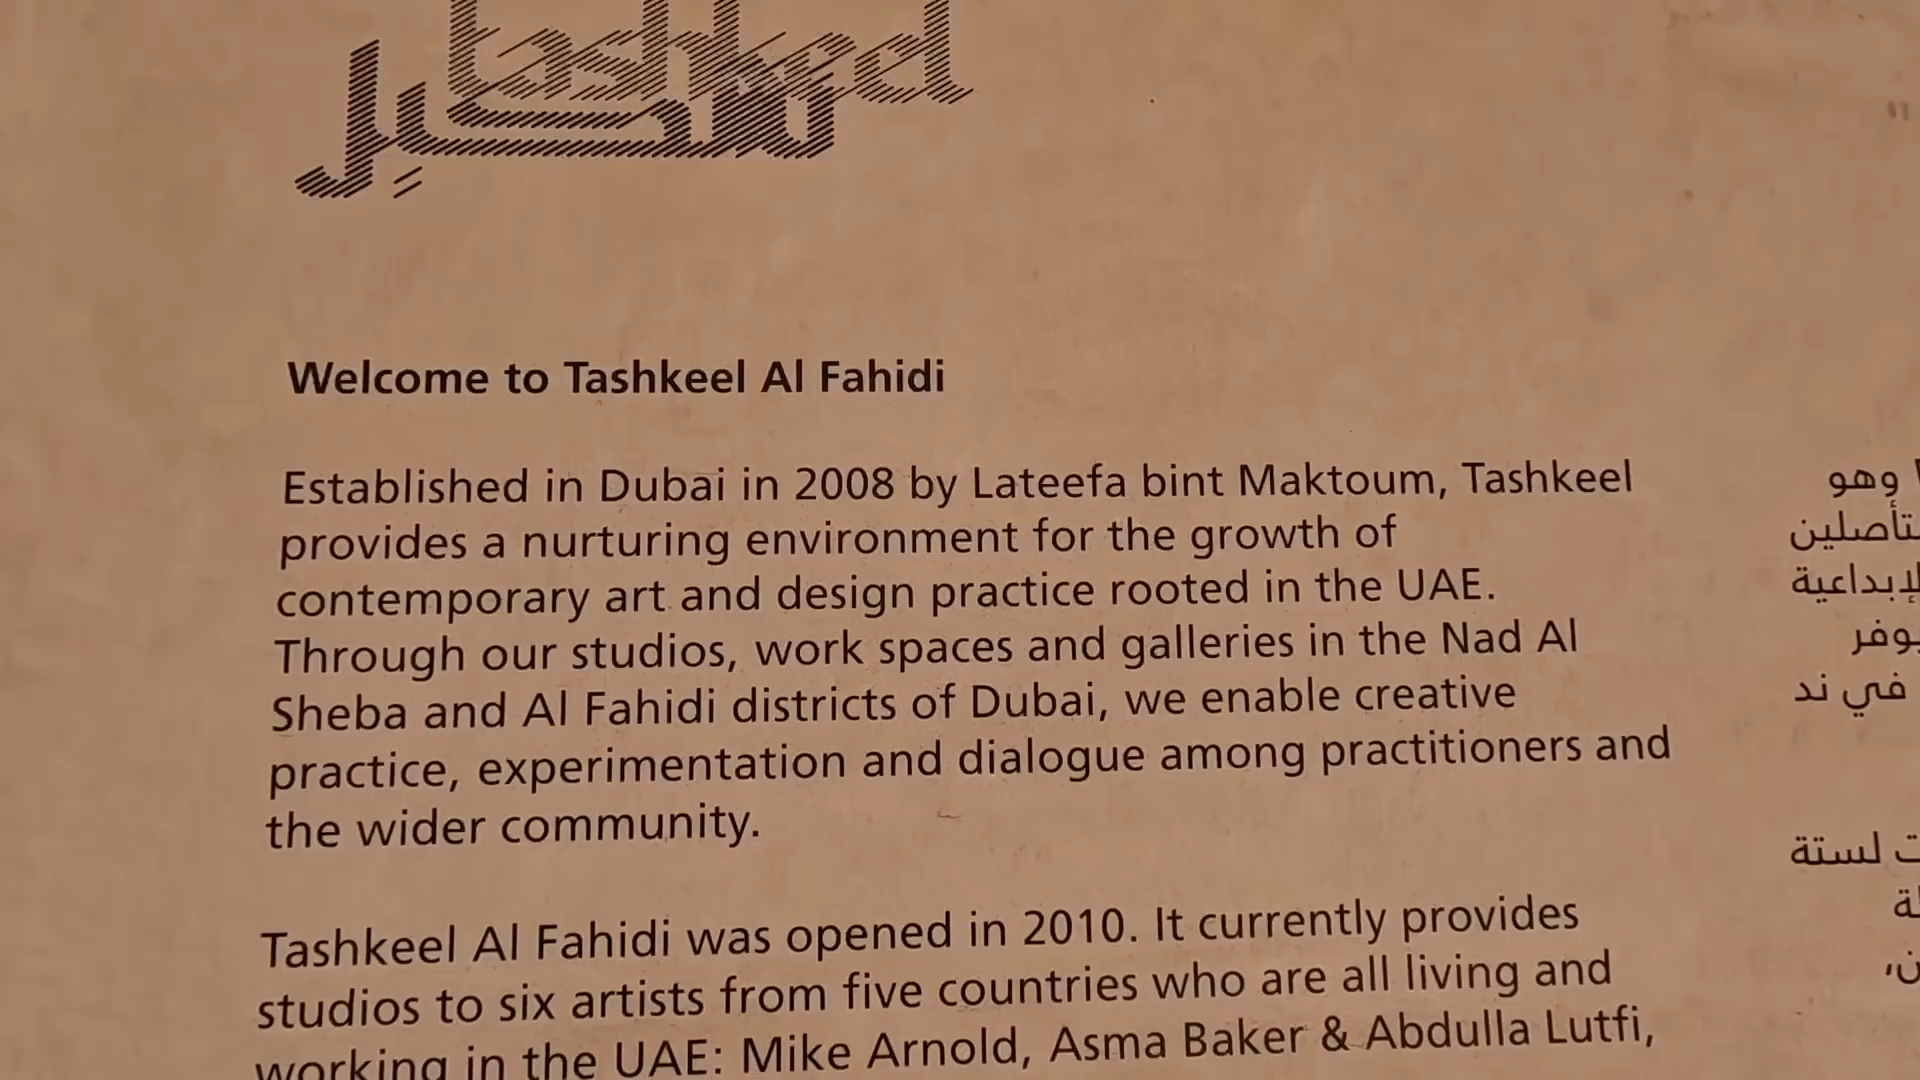 tashkeel
تشكيل
Welcome to Tashkeel Al Fahidi
Established in Dubai in 2008 by Lateefa bint Maktoum, Tashkeel
provides a nurturing environment for the growth of
contemporary art and design practice rooted in the UAE.
Through our studios, work spaces and galleries in the Nad Al
Sheba and Al Fahidi districts of Dubai, we enable creative
practice, experimentation and dialogue among practitioners and
the wider community.
Tashkeel Al Fahidi was opened in 2010. It currently provides
studios to six artists from five countries who are all living and
working in the UAE: Mike Arnold, Asma Baker & Abdulla Lutfi,
وهو
في ند
لستة